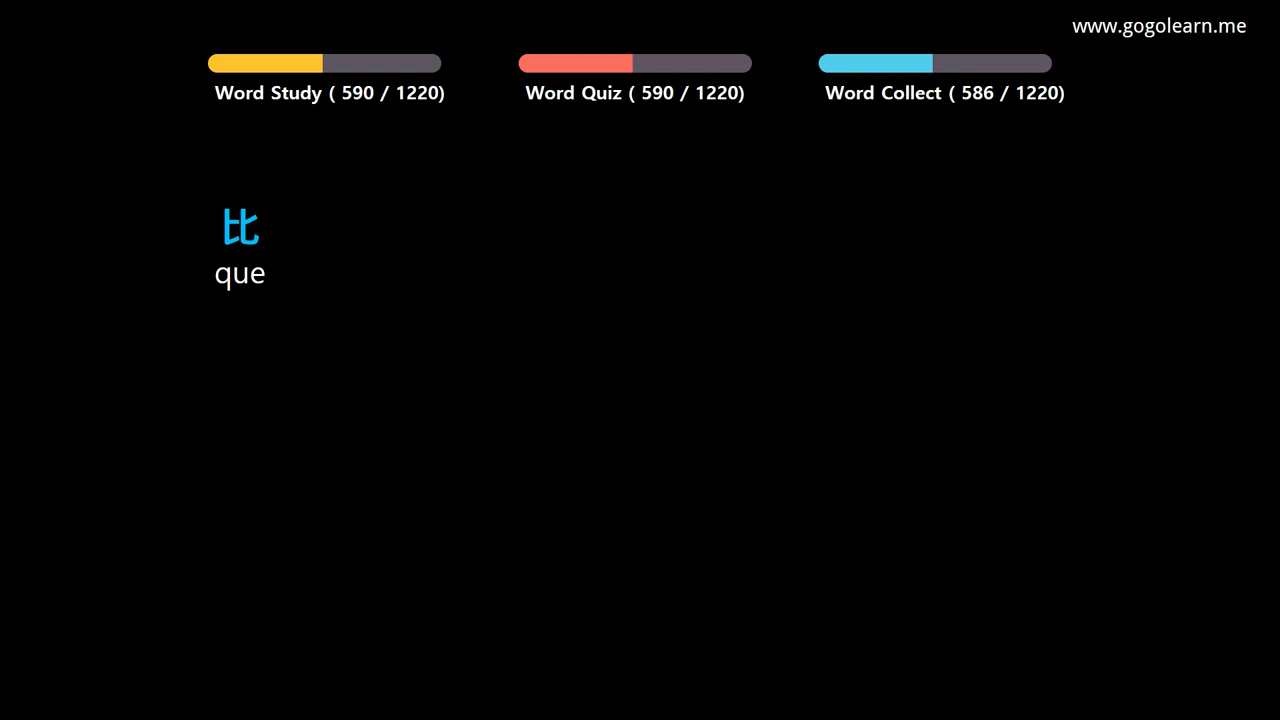 www.gogolearn.me
Word Study ( 590 / 1220)
Word Quiz ( 590 / 1220)
Word Collect ( 586 / 1220)
比
que